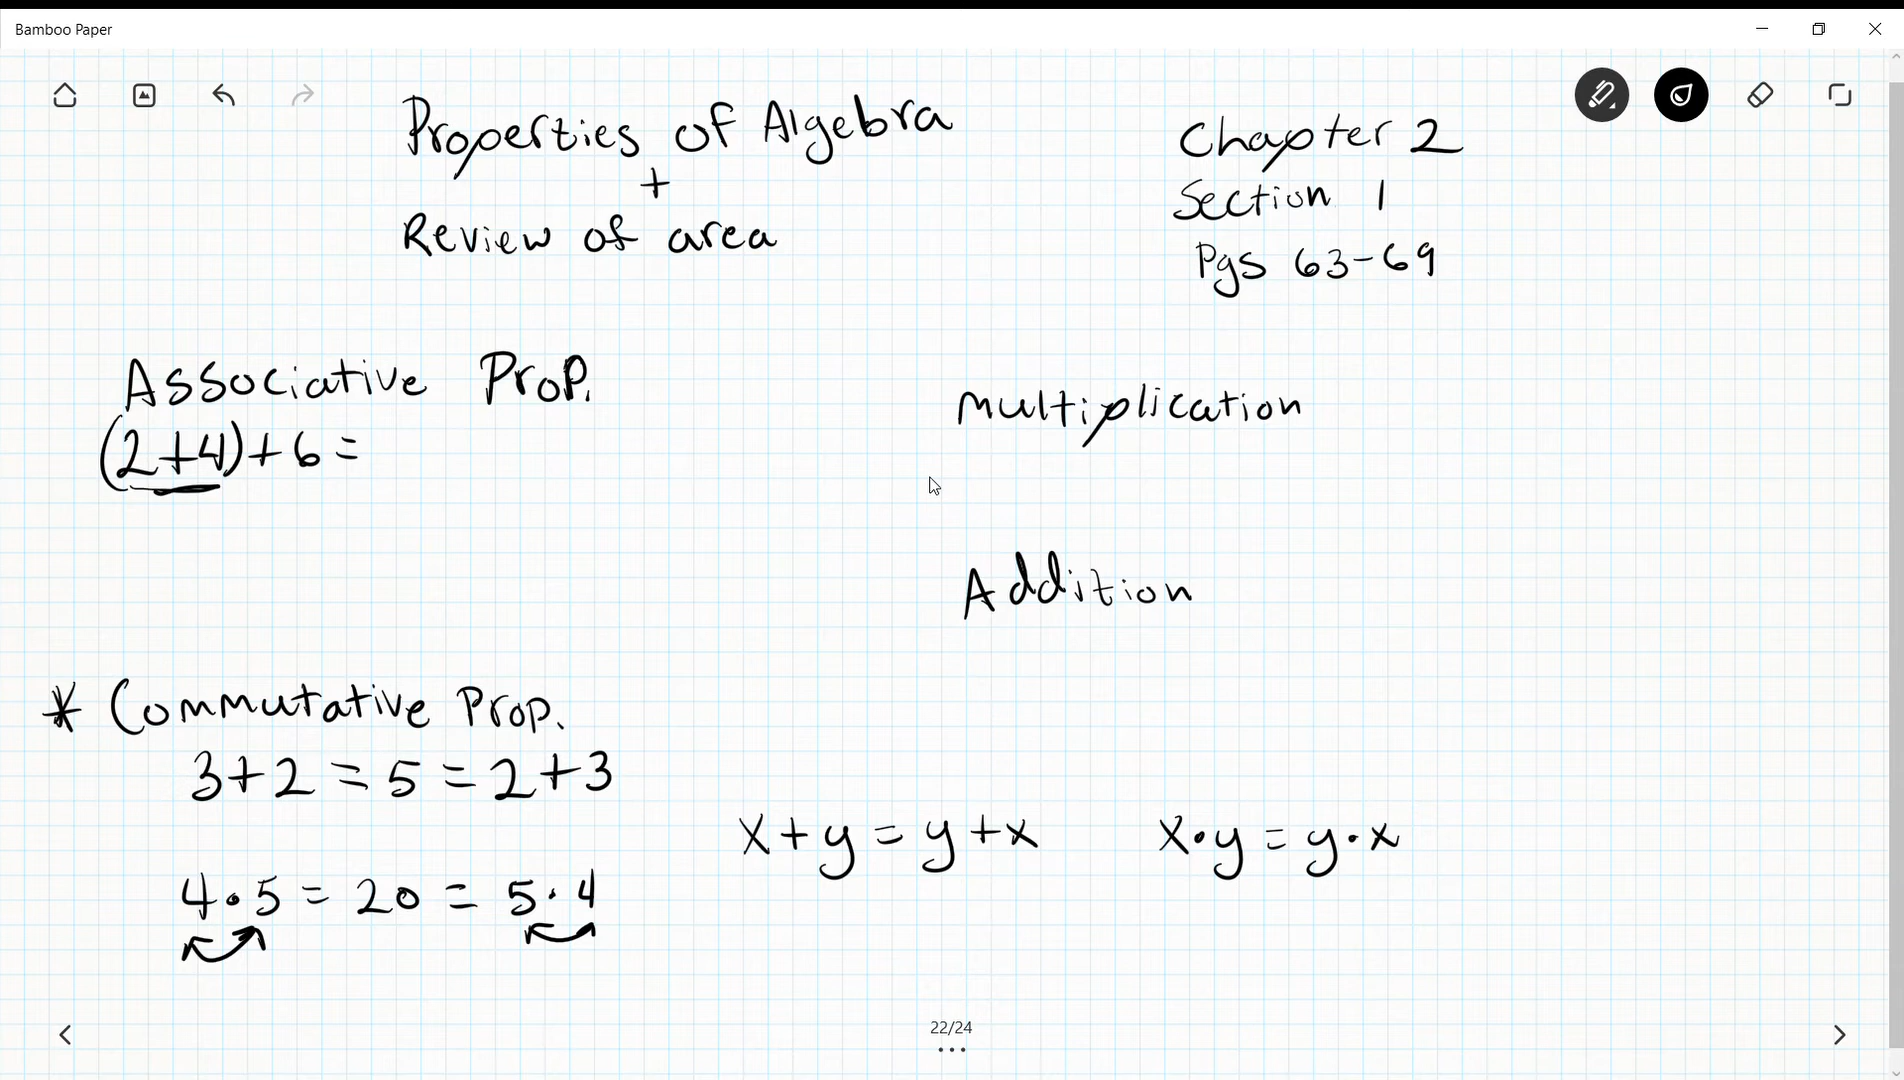 Bamboo Paper
Properties of Algebra
+
Review of area
Chapter 2
Section 1
Pgs 63-69
Associative Prop.
(2+4)+6=
Multiplication
Addition
* Commutative Prop.
3+2=5=2+3
x+y=y+x
x·y=y·x
4·5=20=5·4
22/24